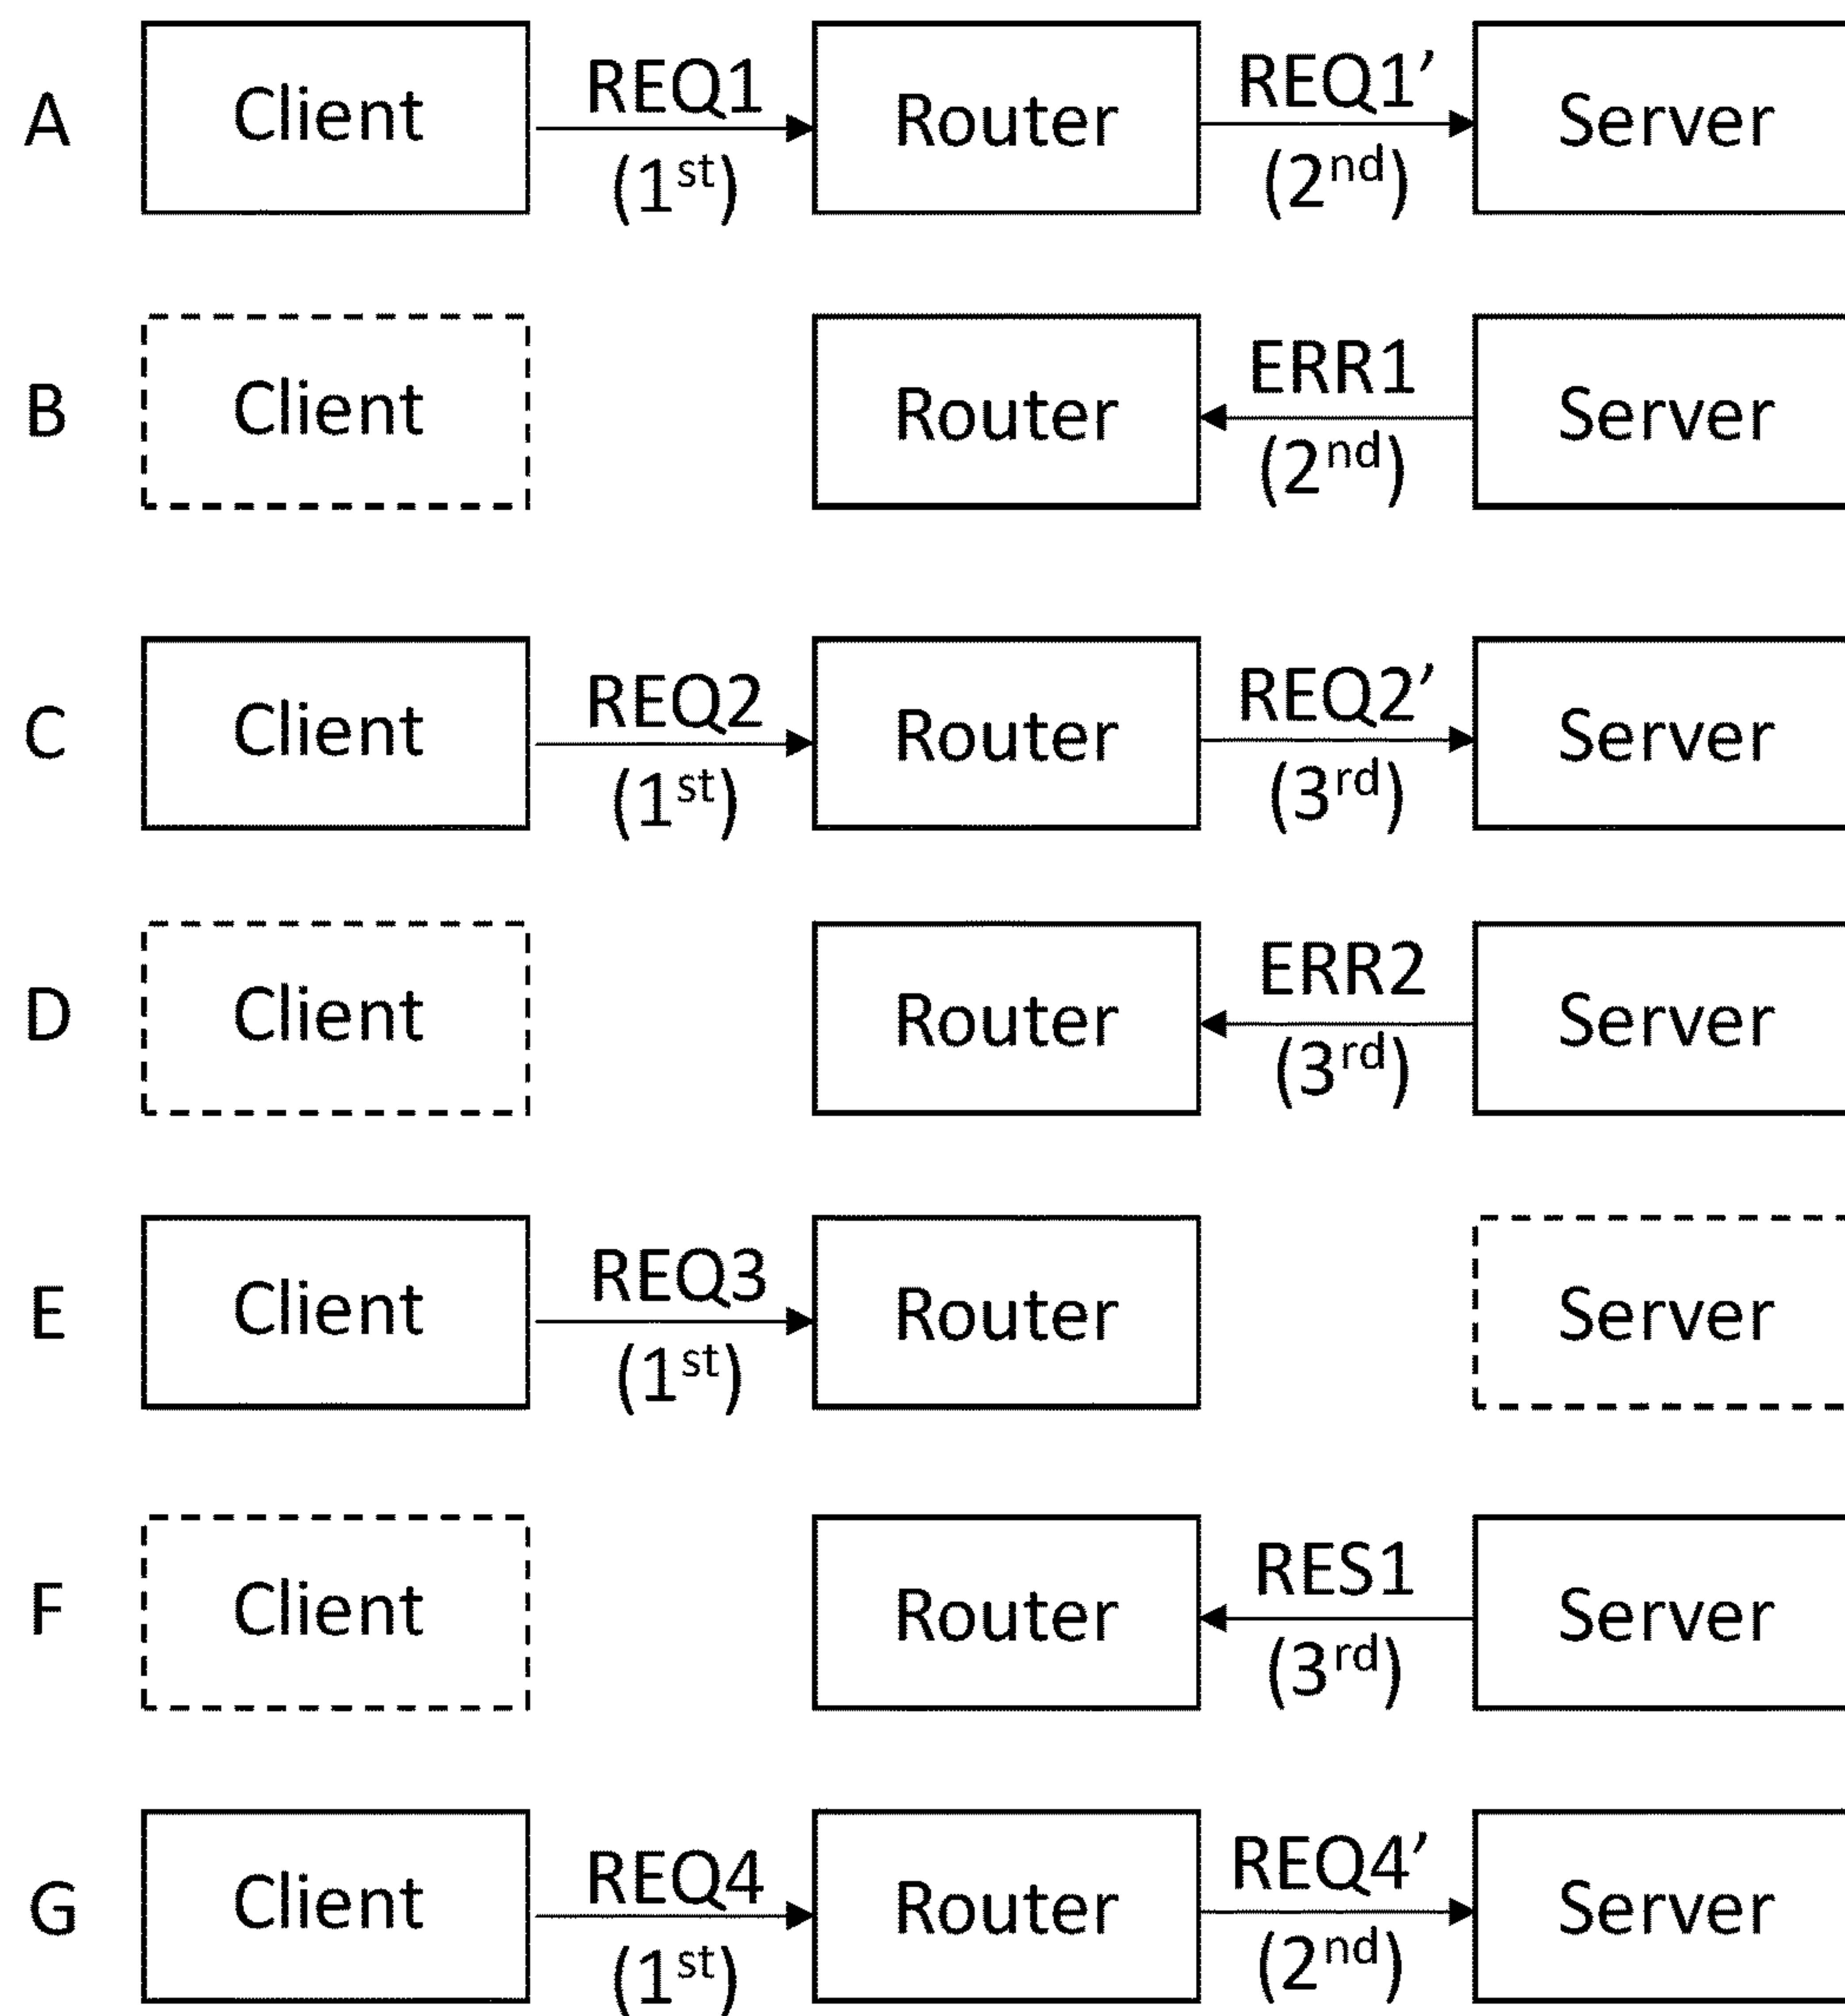 A Client REQ1 (1st) Router REQ1’ (2nd) Server
B Client Router ERR1 (2nd) Server
C Client REQ2 (1st) Router REQ2’ (3rd) Server
D Client Router ERR2 (3rd) Server
E Client REQ3 (1st) Router Server
F Client Router RES1 (3rd) Server
G Client REQ4 (1st) Router REQ4’ (2nd) Server